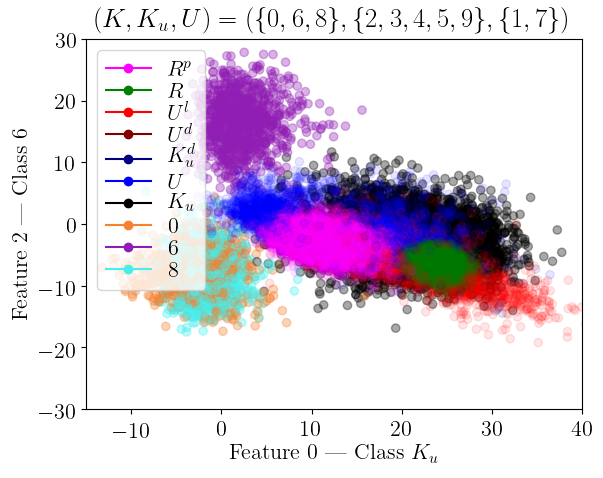 (K, K_u, U) = ({0, 6, 8}, {2, 3, 4, 5, 9}, {1, 7})
30
20
10
0
−10
−20
−30
Feature 2 — Class 6
R^p
R
U^l
U^d
K_u^d
U
K_u
0
6
8
−10 0 10 20 30 40
Feature 0 — Class K_u